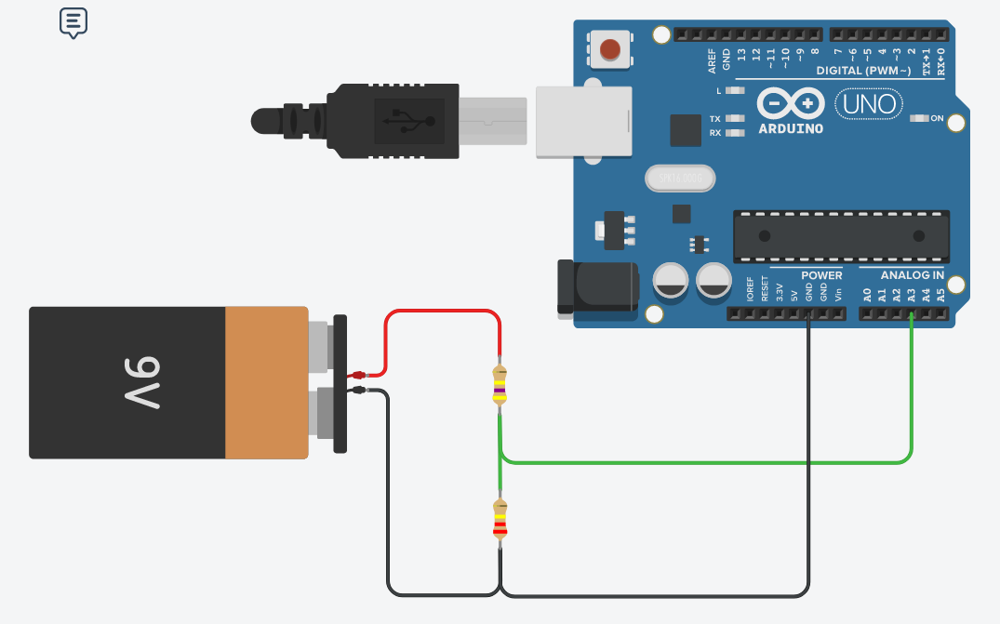 AREF
GND
13
12
~11
~10
~9
8
7
~6
~5
4
~3
2
TX→1
RX←0
DIGITAL (PWM~)
L
TX
RX
ARDUINO
UNO
ON
POWER
ANALOG IN
IOREF
RESET
3.3V
5V
GND
GND
Vin
A0
A1
A2
A3
A4
A5
9V